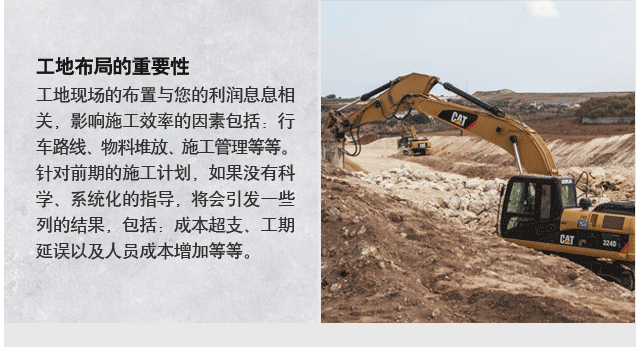 工地布局的重要性
工地现场的布置与您的利润息息相
关，影响施工效率的因素包括：行
车路线、物料堆放、施工管理等等。
针对前期的施工计划，如果没有科
学、系统化的指导，将会引发一些
列的结果，包括：成本超支、工期
延误以及人员成本增加等等。
CAT
CAT
324D